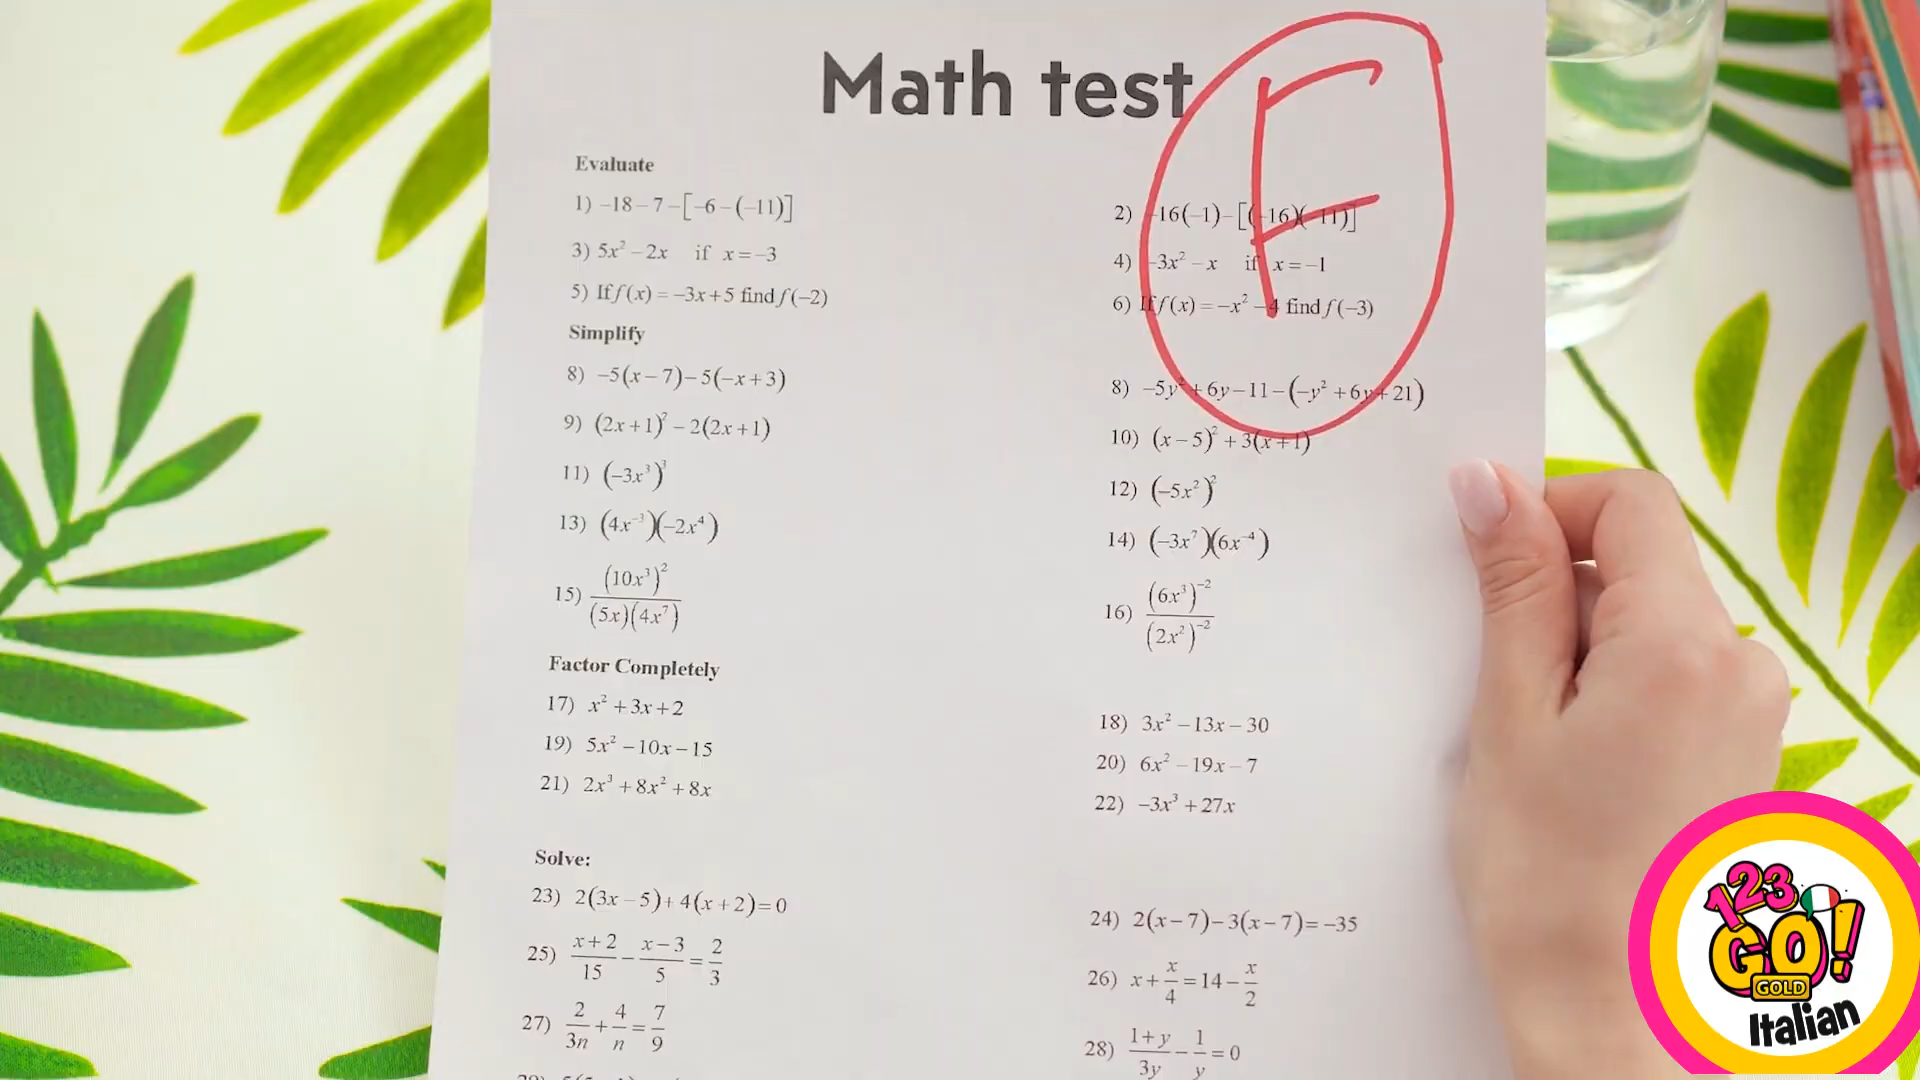 Math test
F
Evaluate
1) -18 - 7 - [-6 - (-11)]
2) -16(-1) - [(-16)(-11)]
3) 5x² - 2x if x = -3
4) -3x² - x if x = -1
5) If f(x) = -3x+5 find f(-2)
6) If f(x) = -x² - 4 find f(-3)
Simplify
8) -5(x - 7) - 5(-x + 3)
8) -5y² + 6y - 11 - (-y² + 6y + 21)
9) (2x + 1)² - 2(2x + 1)
10) (x - 5)² + 3(x + 1)
11) (-3x³)³
12) (-5x²)²
13) (4x⁻³)(-2x⁴)
14) (-3x⁷)(6x⁻⁴)
15) (10x³)² / (5x)(4x⁷)
16) (6x³)⁻² / (2x²)⁻²
Factor Completely
17) x² + 3x + 2
18) 3x² - 13x - 30
19) 5x² - 10x - 15
20) 6x² - 19x - 7
21) 2x³ + 8x² + 8x
22) -3x³ + 27x
Solve:
23) 2(3x - 5) + 4(x + 2) = 0
24) 2(x - 7) - 3(x - 7) = -35
25) x + 2 / 15 - x - 3 / 5 = 2 / 3
26) x + x / 4 = 14 - x / 2
27) 2 / 3n + 4 / n = 7 / 9
28) 1 + y / 3y - 1 / y = 0
123
GO!
GOLD
Italian